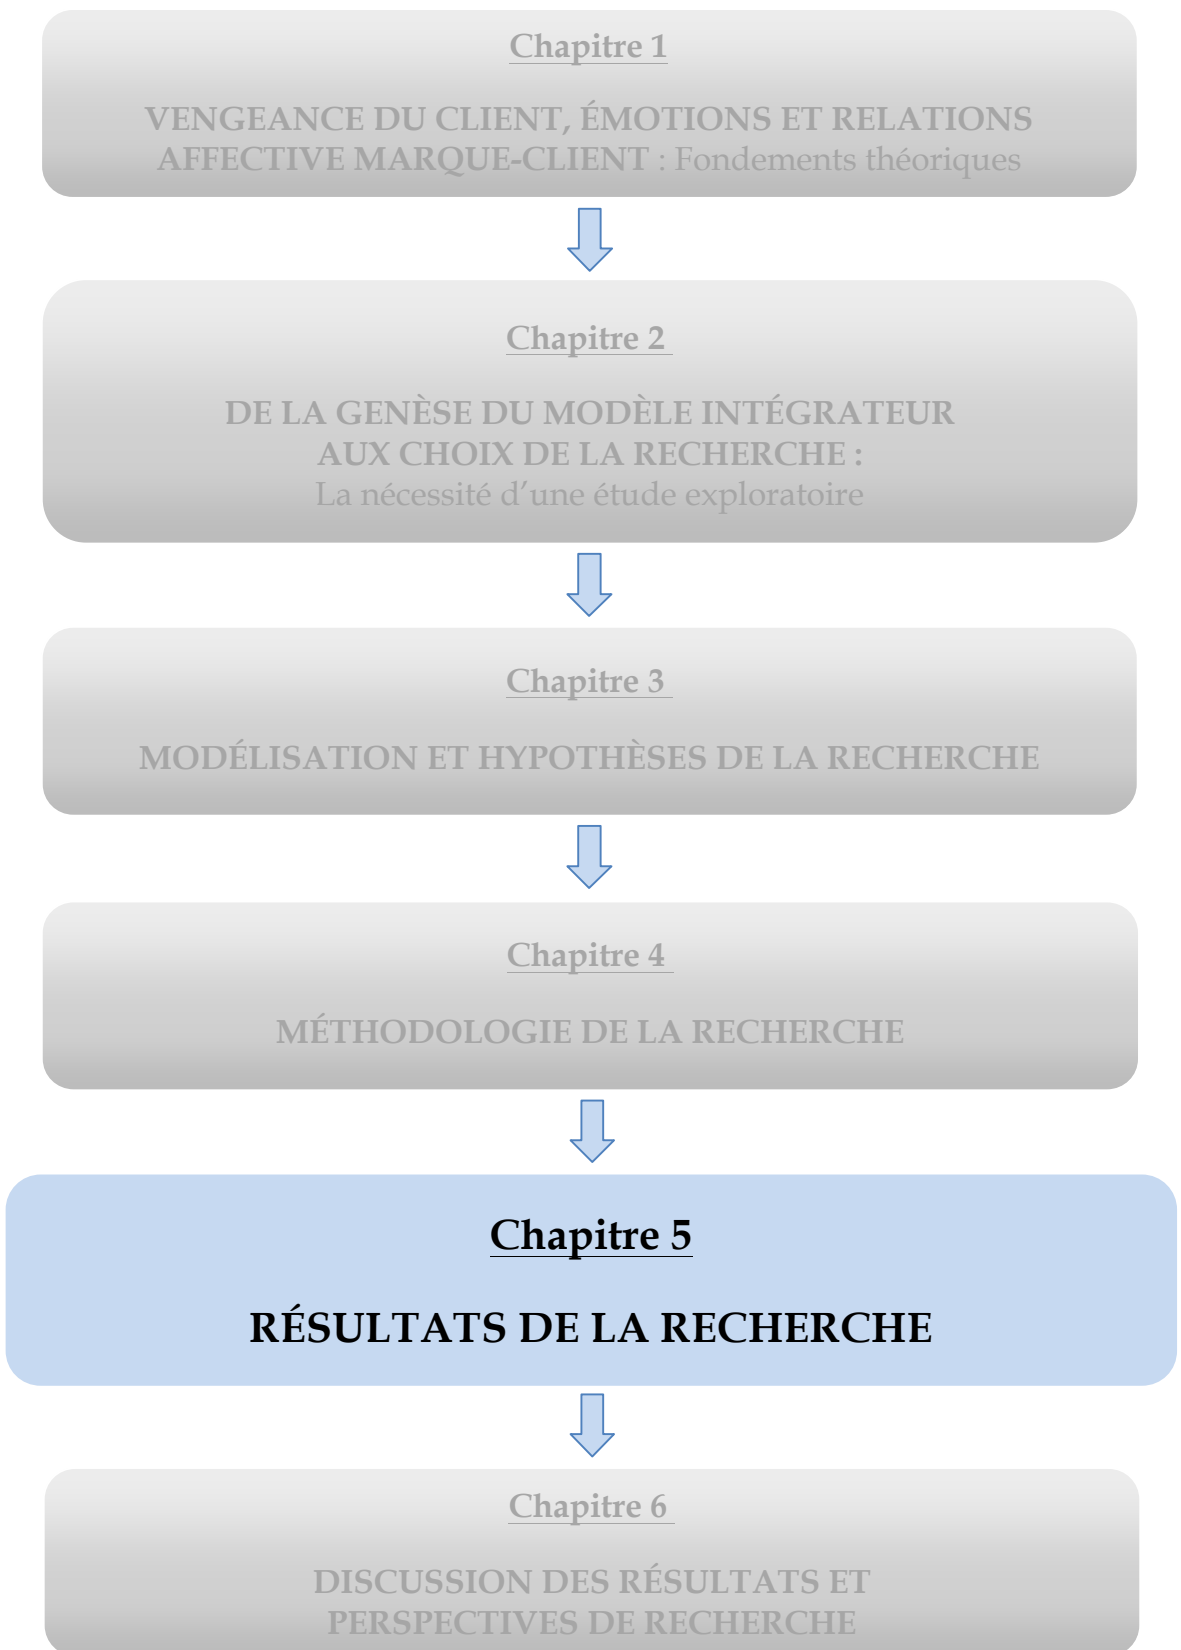 Chapitre 1
VENGEANCE DU CLIENT, ÉMOTIONS ET RELATIONS
AFFECTIVE MARQUE-CLIENT : Fondements théoriques
Chapitre 2
DE LA GENÈSE DU MODÈLE INTÉGRATEUR
AUX CHOIX DE LA RECHERCHE :
La nécessité d'une étude exploratoire
Chapitre 3
MODÉLISATION ET HYPOTHÈSES DE LA RECHERCHE
Chapitre 4
MÉTHODOLOGIE DE LA RECHERCHE
Chapitre 5
RÉSULTATS DE LA RECHERCHE
Chapitre 6
DISCUSSION DES RÉSULTATS ET
PERSPECTIVES DE RECHERCHE